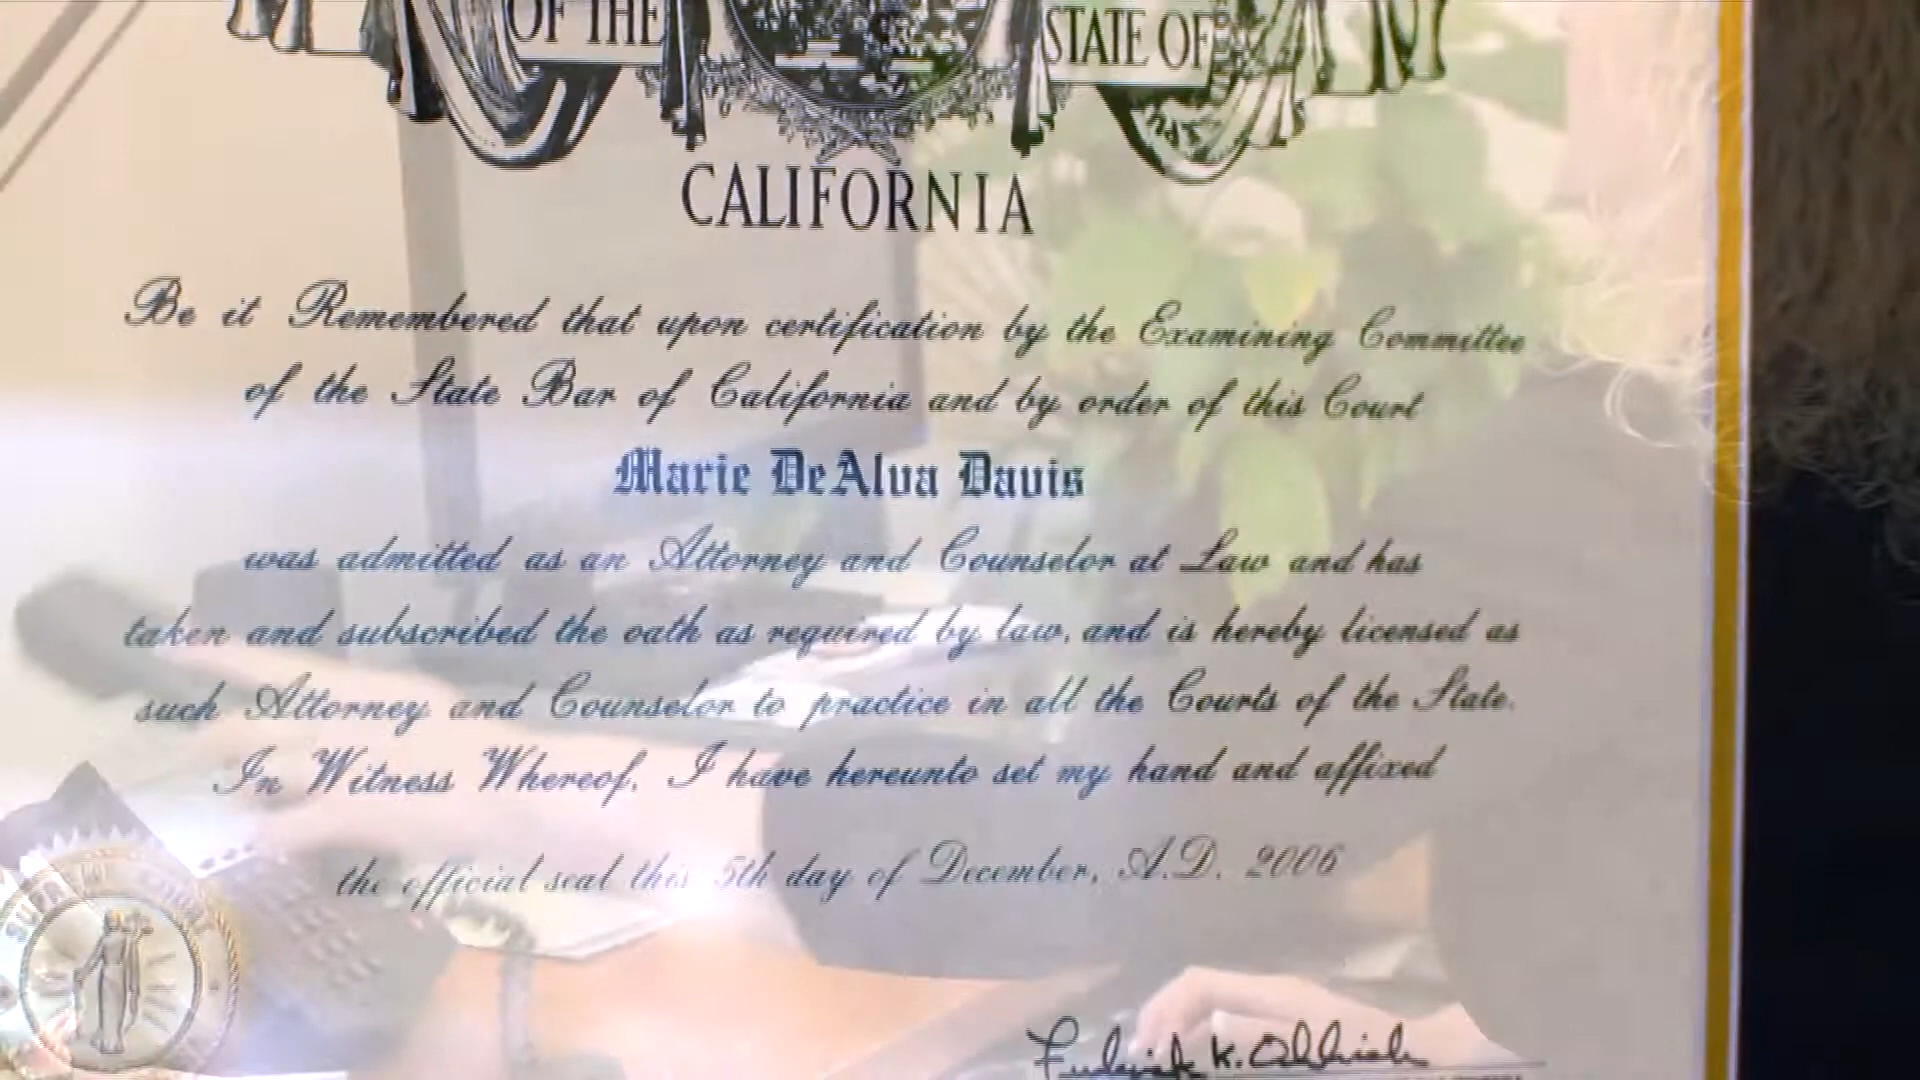 OF THE STATE OF
CALIFORNIA
Be it Remembered that upon certification by the Examining Committee
of the State Bar of California and by order of this Court
Marie DeAlva Davis
was admitted as an Attorney and Counselor at Law and has
taken and subscribed the oath as required by law, and is hereby licensed as
such Attorney and Counselor to practice in all the Courts of the State.
In Witness Whereof, I have hereunto set my hand and affixed
the official seal this 5th day of December, A.D. 2006
SUPREME COURT
Frederick K. Ohlrich